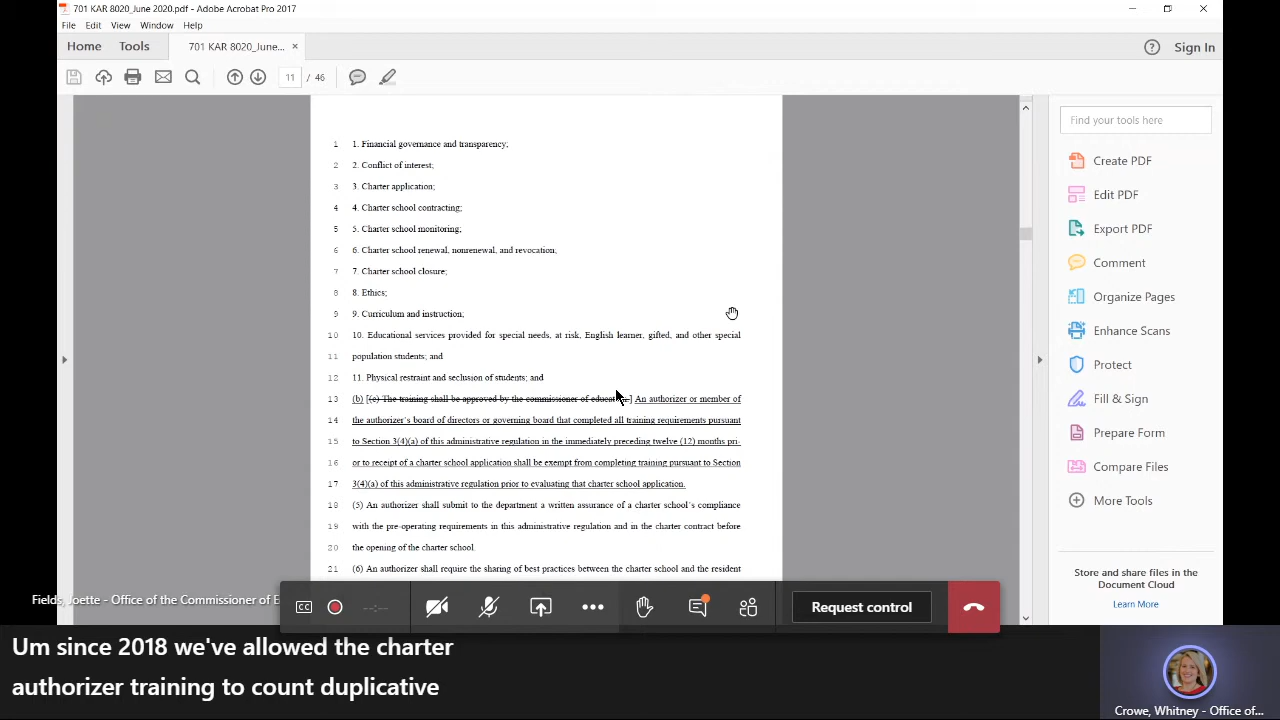 701 KAR 8020_June 2020.pdf - Adobe Acrobat Pro 2017
File Edit View Window Help
Home Tools 701 KAR 8020_June... × Sign In
11 / 46
Find your tools here
Create PDF
Edit PDF
Export PDF
Comment
Organize Pages
Enhance Scans
Protect
Fill & Sign
Prepare Form
Compare Files
More Tools
Store and share files in the
Document Cloud
Learn More
1 1. Financial governance and transparency;
2 2. Conflict of interest;
3 3. Charter application;
4 4. Charter school contracting;
5 5. Charter school monitoring;
6 6. Charter school renewal, nonrenewal, and revocation;
7 7. Charter school closure;
8 8. Ethics;
9 9. Curriculum and instruction;
10 10. Educational services provided for special needs, at risk, English learner, gifted, and other special
11 population students; and
12 11. Physical restraint and seclusion of students; and
13 (b) [(c) The training shall be approved by the commissioner of ] An authorizer or member of
14 the authorizer's board of directors or governing board that completed all training requirements pursuant
15 to Section 3(4)(a) of this administrative regulation in the immediately preceding twelve (12) months pri-
16 or to receipt of a charter school application shall be exempt from completing training pursuant to Section
17 3(4)(a) of this administrative regulation prior to evaluating that charter school application.
18 (5) An authorizer shall submit to the department a written assurance of a charter school's compliance
19 with the pre-operating requirements in this administrative regulation and in the charter contract before
20 the opening of the charter school.
21 (6) An authorizer shall require the sharing of best practices between the charter school and the resident
Fields, Joette - Office of the Commissioner of E
CC --:-- Request control
Um since 2018 we've allowed the charter
authorizer training to count duplicative
Crowe, Whitney - Office of...